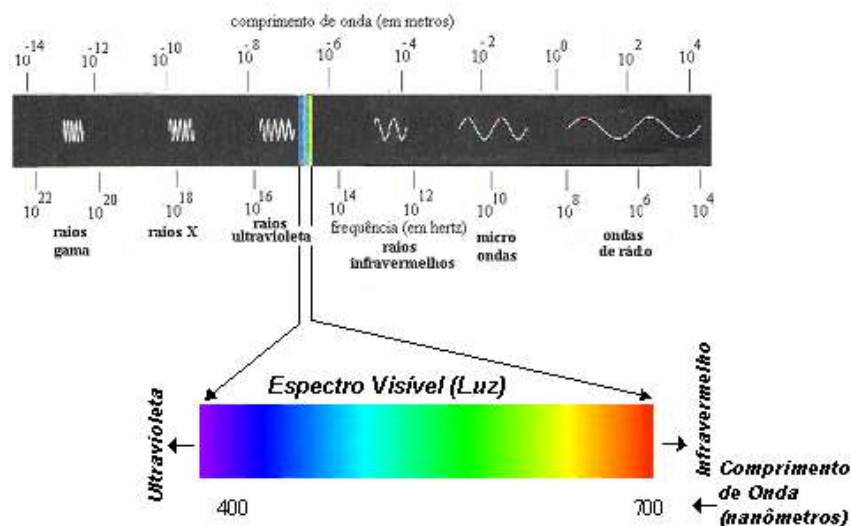 comprimento de onda (em metros)
10^-14 10^-12 10^-10 10^-8 10^-6 10^-4 10^-2 10^0 10^2 10^4
10^22 10^20 10^18 10^16 10^14 10^12 10^10 10^8 10^6 10^4
frequência (em hertz)
raios
gama
raios X
raios
ultravioleta
raios
infravermelhos
micro
ondas
ondas
de rádio
Espectro Visível (Luz)
Ultravioleta
Infravermelho
400
700
Comprimento
de Onda
(nanômetros)